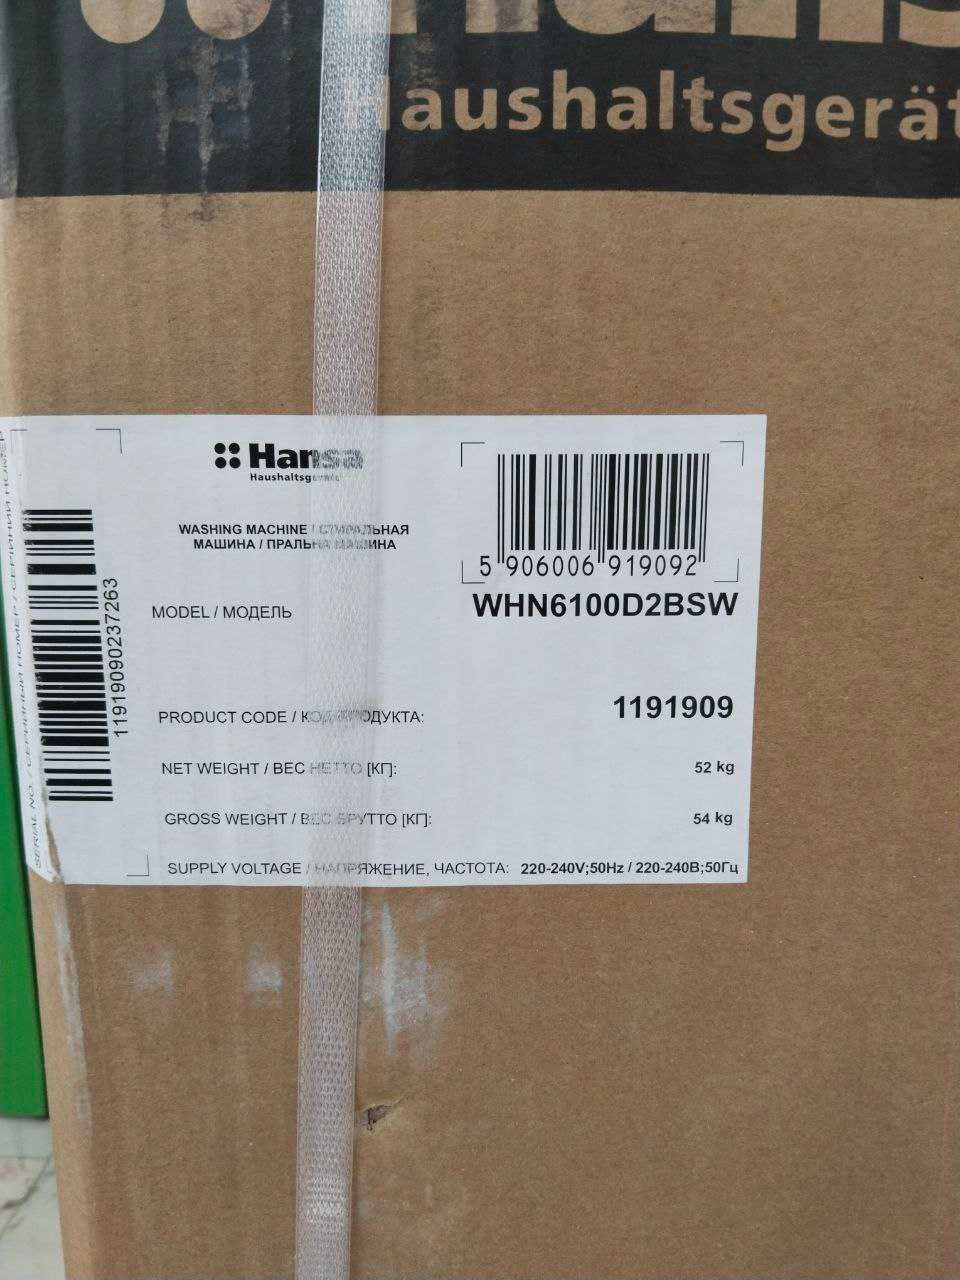 Haushaltsgerät
Hansa
Haushaltsgeräte
WASHING MACHINE / СТИРАЛЬНАЯ
МАШИНА / ПРАЛЬНА МАШИНА
5 906006 919092
MODEL / МОДЕЛЬ
WHN6100D2BSW
PRODUCT CODE / КОД ПРОДУКТА:
1191909
NET WEIGHT / ВЕС НЕТТО [КГ]:
52 kg
GROSS WEIGHT / ВЕС БРУТТО [КГ]:
54 kg
SUPPLY VOLTAGE / НАПРЯЖЕНИЕ, ЧАСТОТА: 220-240V;50Hz / 220-240В;50Гц
SERIAL NO. / СЕРИЙНЫЙ НОМЕР / СЕРІЙНИЙ НОМЕР
11919090237263